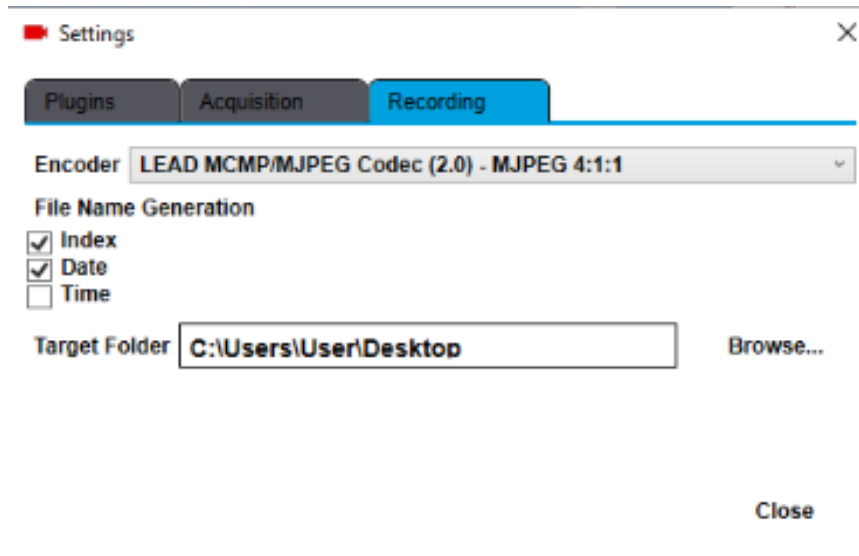 Settings
Plugins Acquisition Recording
Encoder LEAD MCMP/MJPEG Codec (2.0) - MJPEG 4:1:1
File Name Generation
Index
Date
Time
Target Folder C:\Users\User\Desktop Browse...
Close